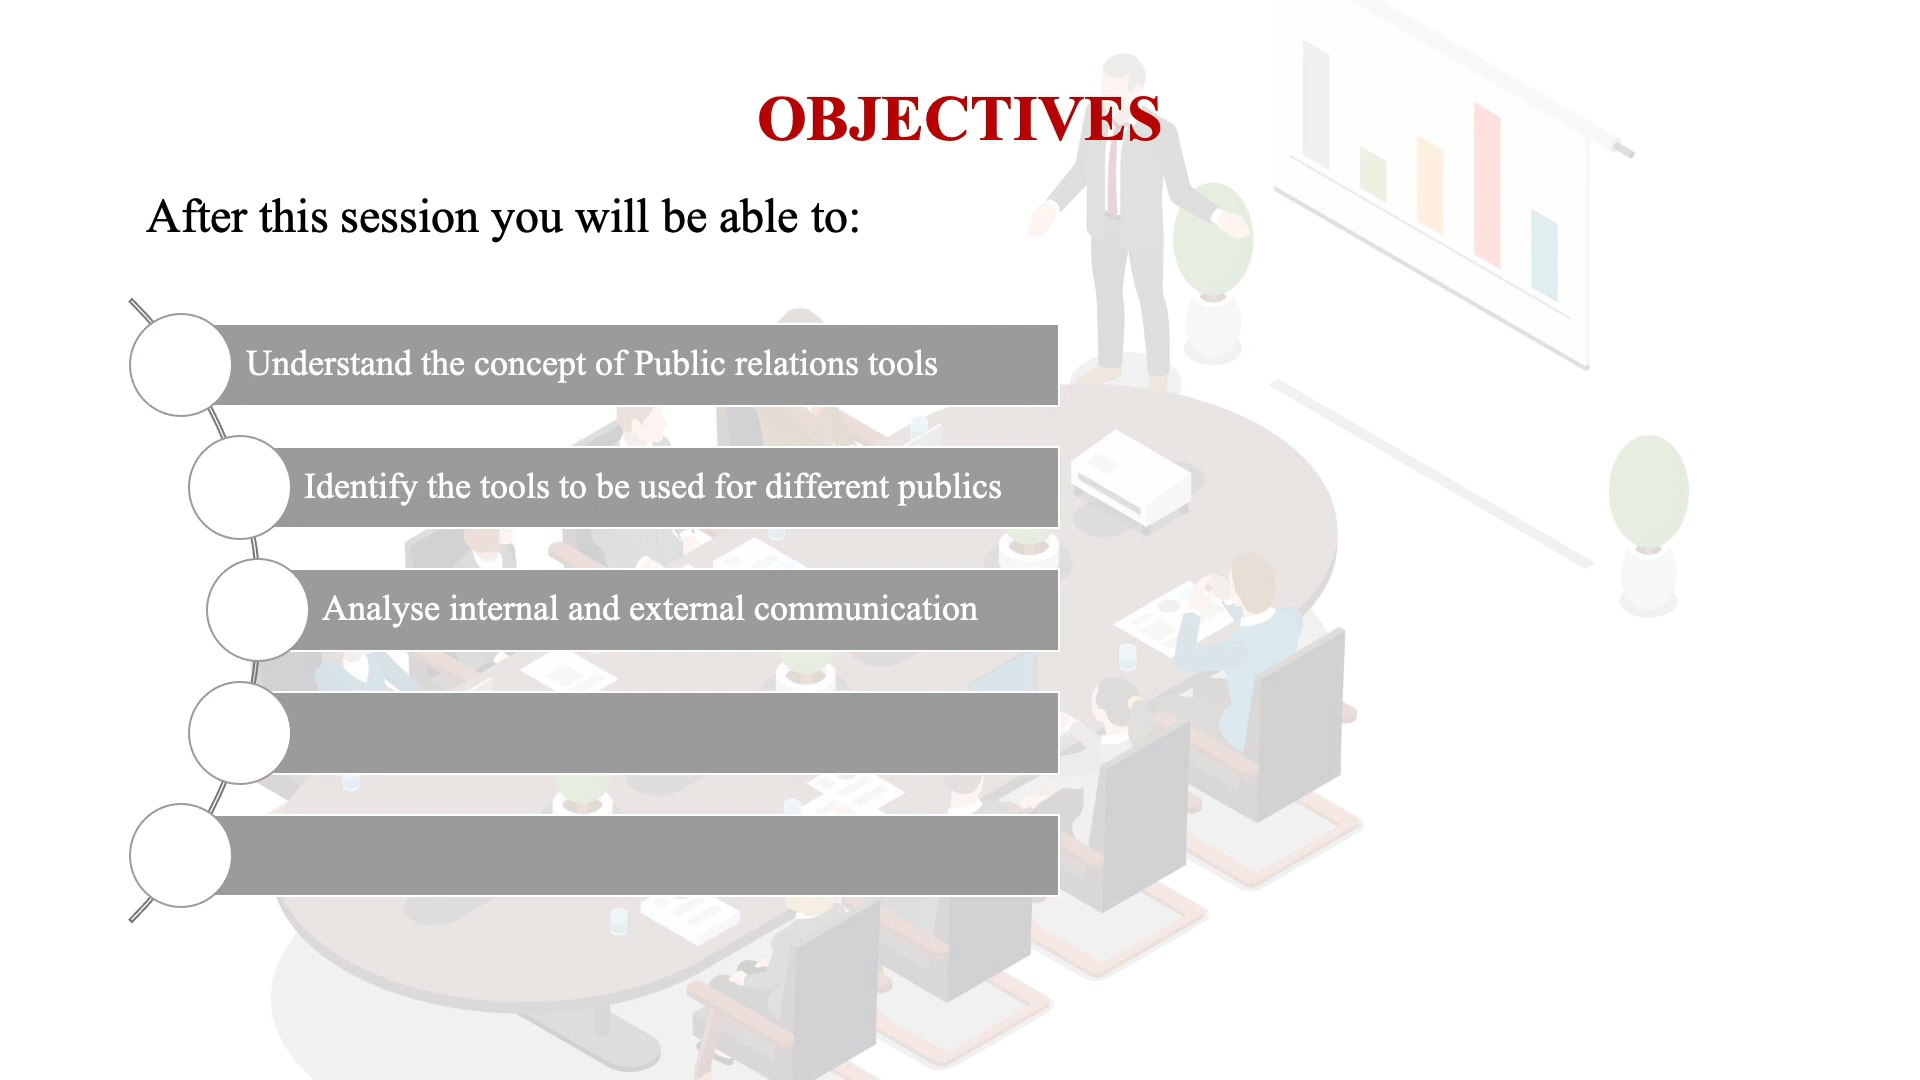 OBJECTIVES
After this session you will be able to:
Understand the concept of Public relations tools
Identify the tools to be used for different publics
Analyse internal and external communication